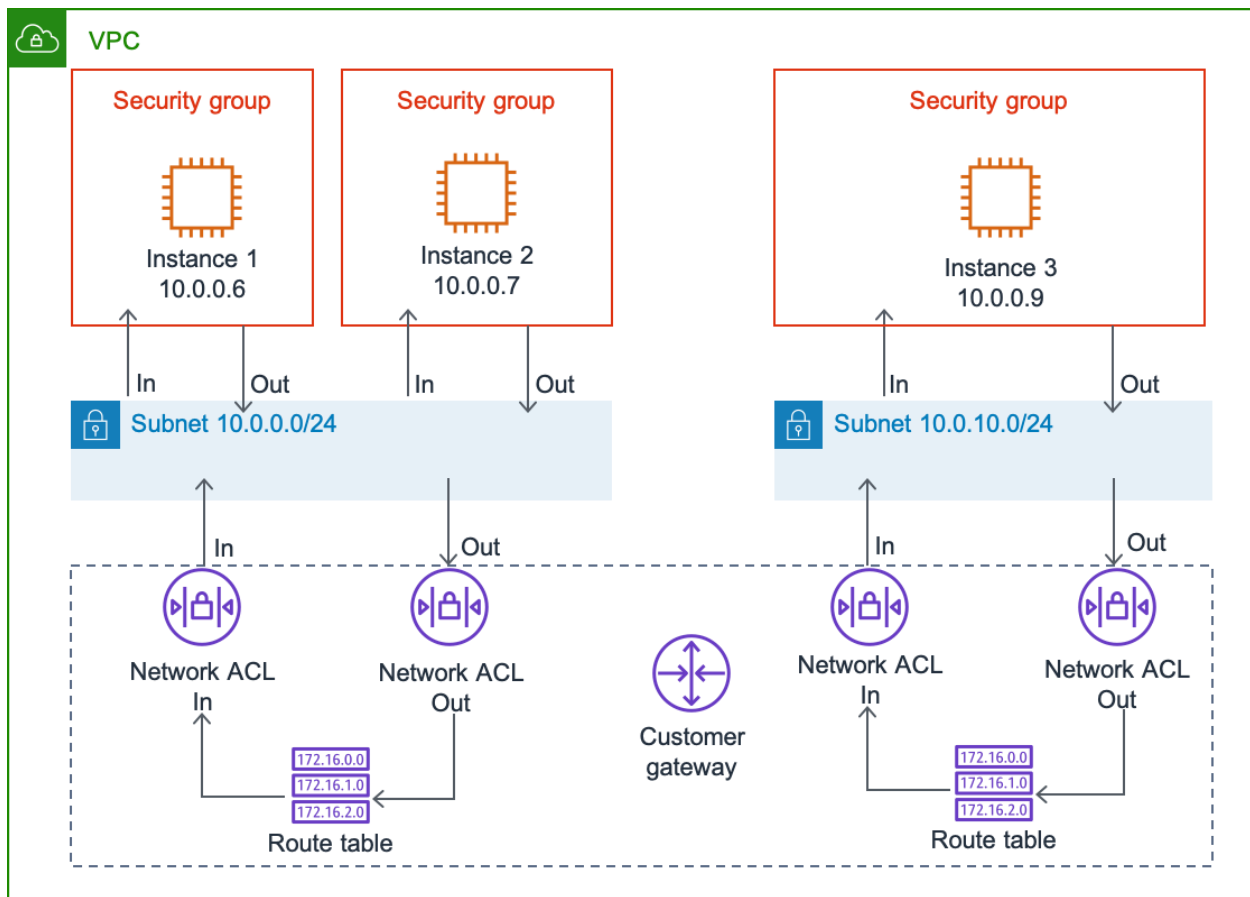 VPC
Security group
Security group
Security group
Instance 1
10.0.0.6
Instance 2
10.0.0.7
Instance 3
10.0.0.9
In
Out
In
Out
In
Out
Subnet 10.0.0.0/24
Subnet 10.0.10.0/24
In
Out
In
Out
Network ACL
In
Network ACL
Out
Customer
gateway
Network ACL
In
Network ACL
Out
172.16.0.0
172.16.1.0
172.16.2.0
Route table
172.16.0.0
172.16.1.0
172.16.2.0
Route table